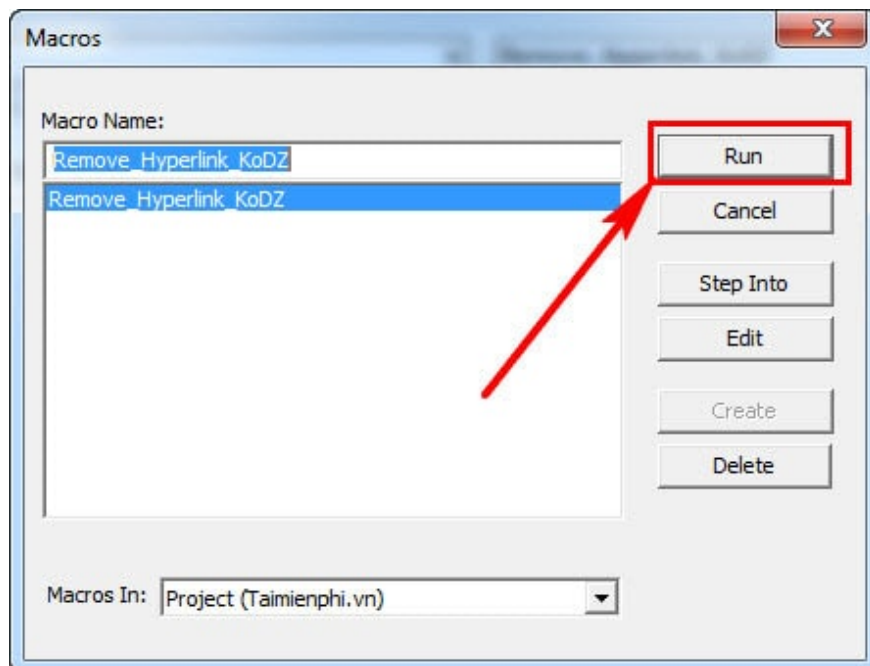 Macros
Macro Name:
Remove_Hyperlink_KoDZ
Remove_Hyperlink_KoDZ
Run
Cancel
Step Into
Edit
Create
Delete
Macros In:
Project (Taimienphi.vn)